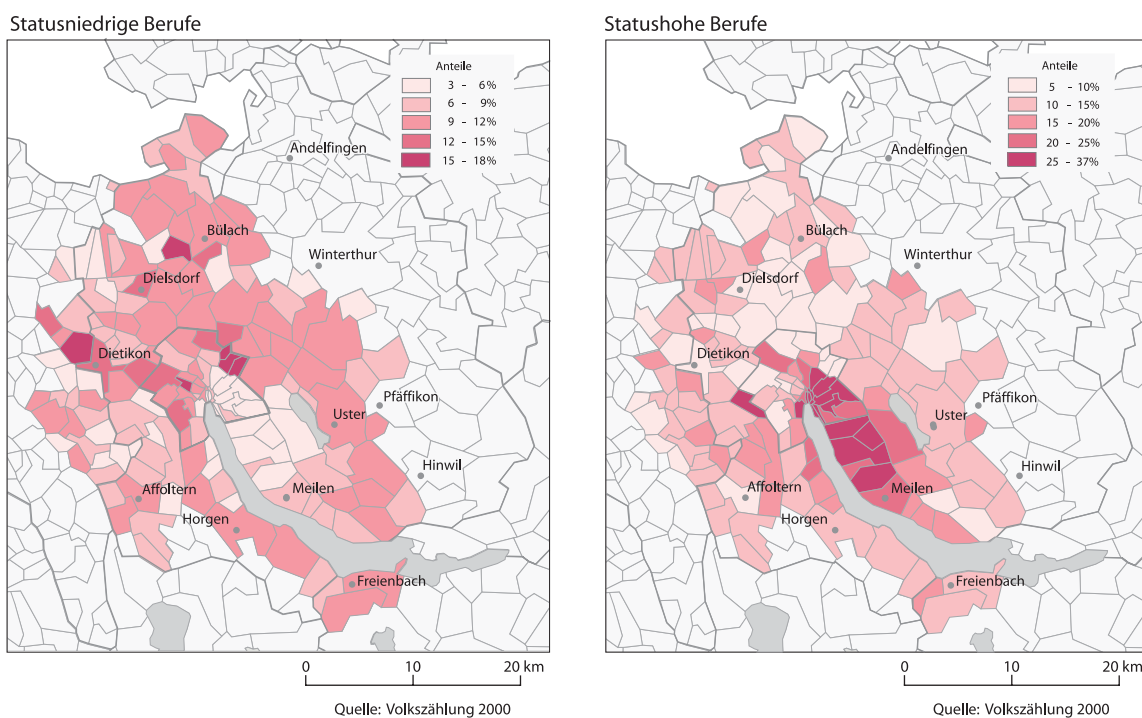 Statusniedrige Berufe
Anteile
3 - 6%
6 - 9%
9 - 12%
12 - 15%
15 - 18%
Andelfingen
Bülach
Winterthur
Dielsdorf
Dietikon
Pfäffikon
Uster
Hinwil
Affoltern
Meilen
Horgen
Freienbach
0 10 20 km
Quelle: Volkszählung 2000
Statushohe Berufe
Anteile
5 - 10%
10 - 15%
15 - 20%
20 - 25%
25 - 37%
Andelfingen
Bülach
Winterthur
Dielsdorf
Dietikon
Pfäffikon
Uster
Hinwil
Affoltern
Meilen
Horgen
Freienbach
0 10 20 km
Quelle: Volkszählung 2000